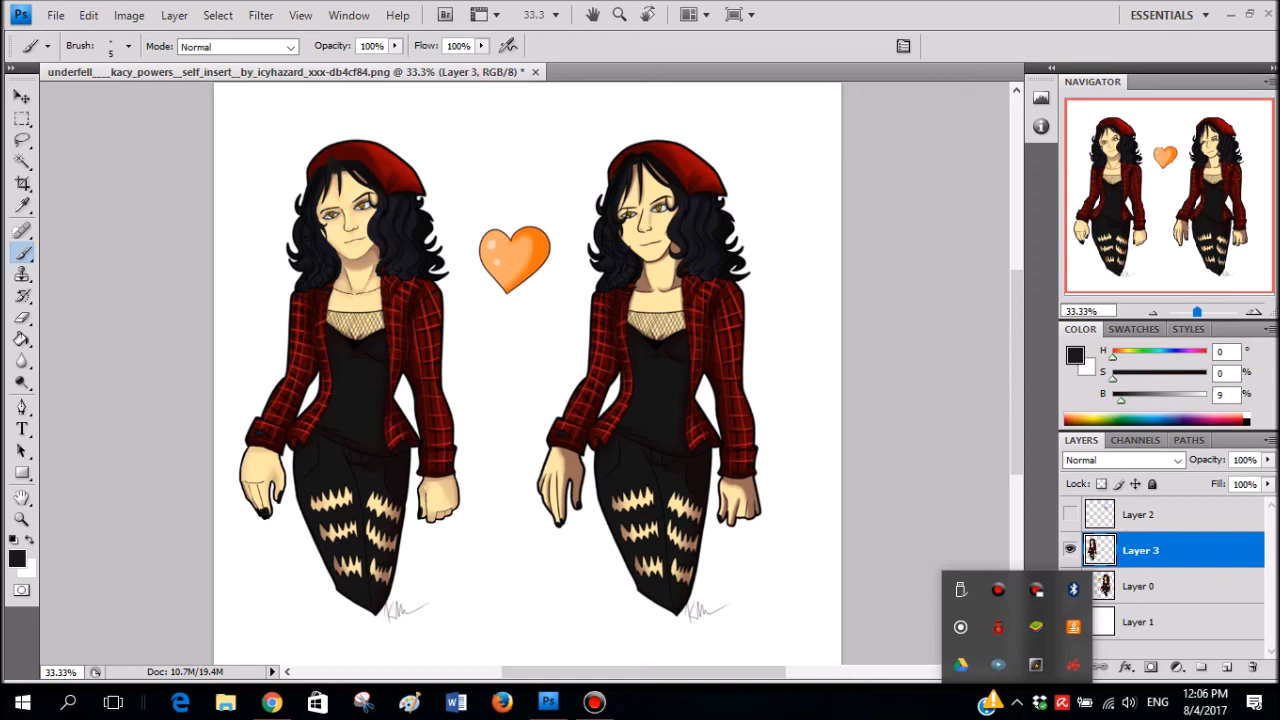 Ps File Edit Image Layer Select Filter Analysis View Window Help Br 33.3 ESSENTIALS
Brush: 5 Mode: Normal Opacity: 100% Flow: 100%
underfell____kacy_powers__self_insert__by_icyhazard_xxx-db4cf84.png @ 33.3% (Layer 3, RGB/8) *
NAVIGATOR
33.33%
COLOR SWATCHES STYLES
H 0 °
S 0 %
B 9 %
LAYERS CHANNELS PATHS
Normal Opacity: 100%
Lock: Fill: 100%
Layer 2
Layer 3
Layer 0
Layer 1
33.33% Doc: 10.7M/19.4M
ENG 12:06 PM
8/4/2017